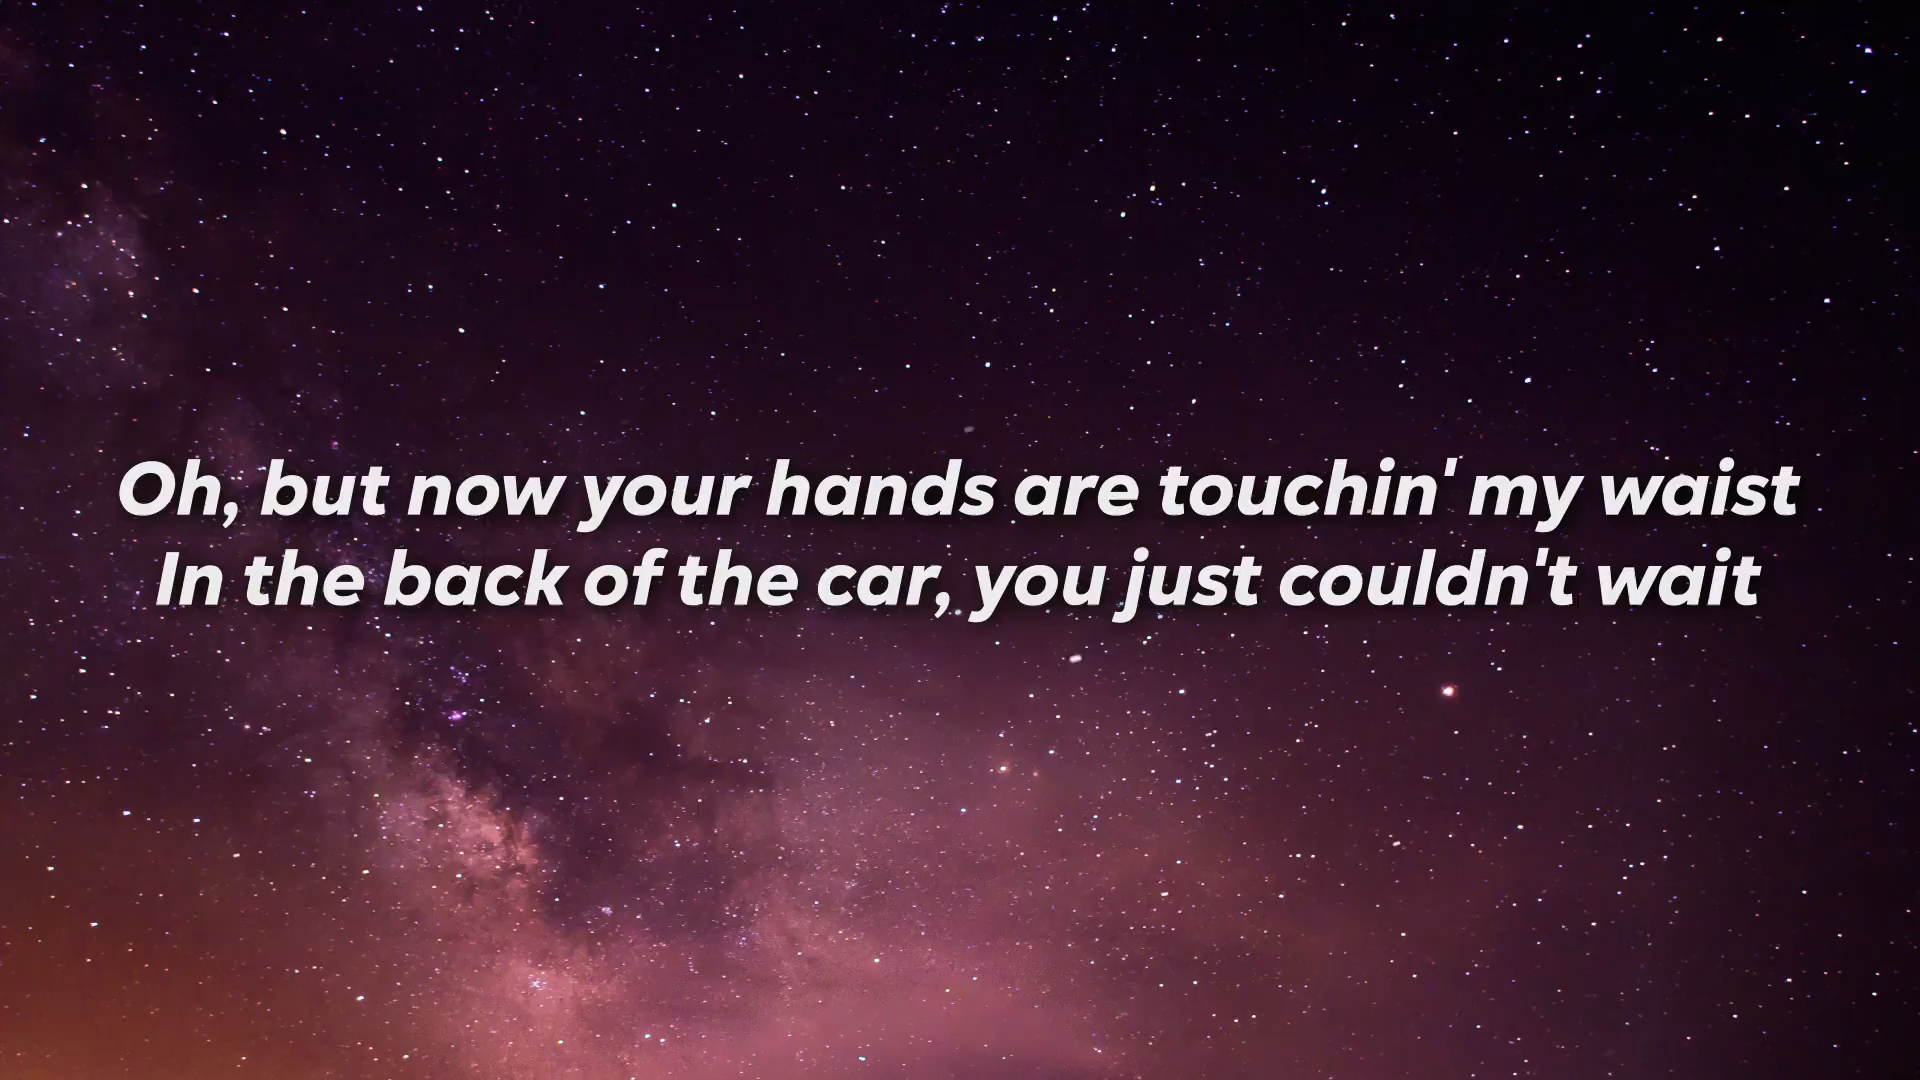 Oh, but now your hands are touchin' my waist
In the back of the car, you just couldn't wait